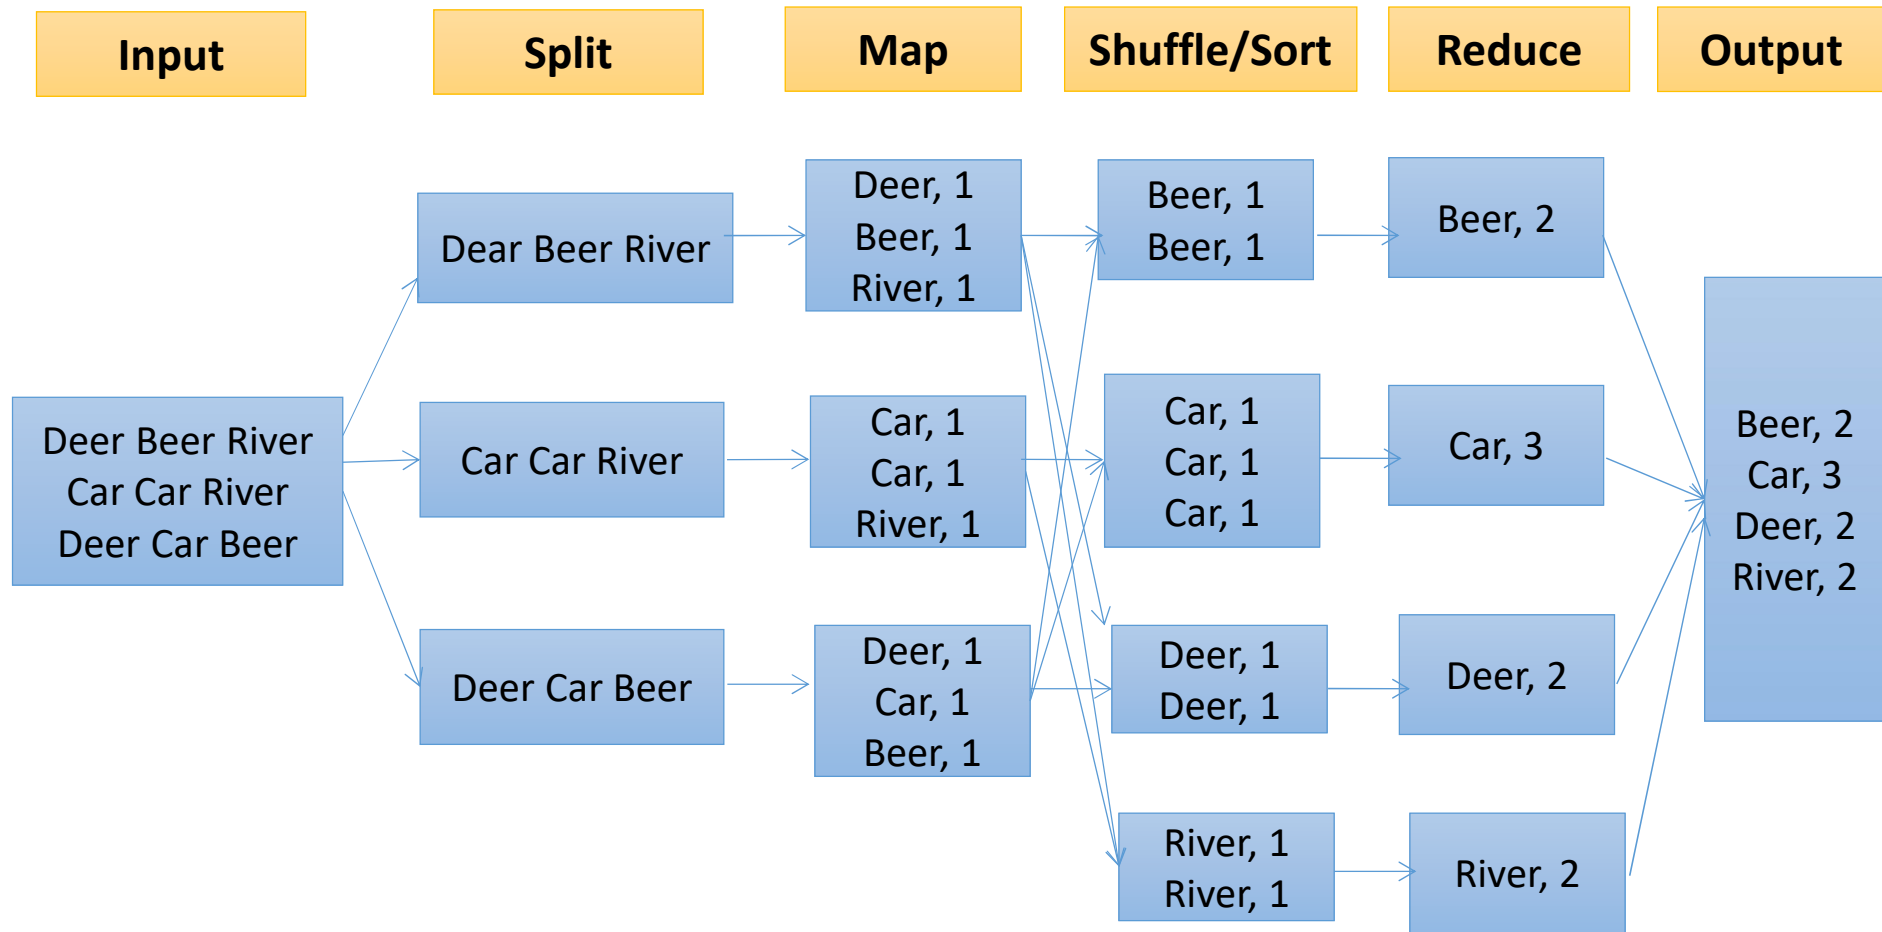 Input
Split
Map
Shuffle/Sort
Reduce
Output
Deer Beer River
Car Car River
Deer Car Beer
Dear Beer River
Car Car River
Deer Car Beer
Deer, 1
Beer, 1
River, 1
Car, 1
Car, 1
River, 1
Deer, 1
Car, 1
Beer, 1
Beer, 1
Beer, 1
Car, 1
Car, 1
Car, 1
Deer, 1
Deer, 1
River, 1
River, 1
Beer, 2
Car, 3
Deer, 2
River, 2
Beer, 2
Car, 3
Deer, 2
River, 2